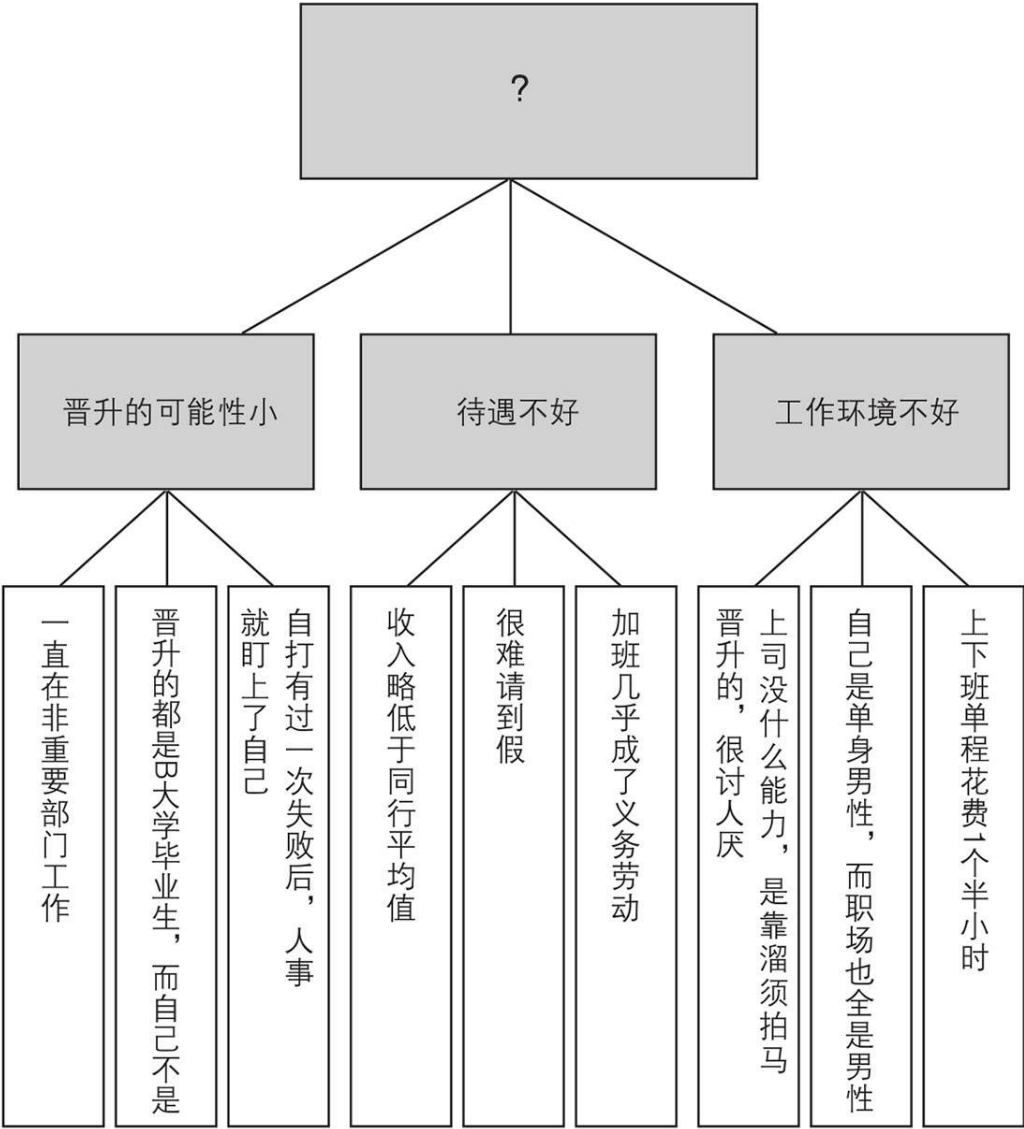 ?
晋升的可能性小
待遇不好
工作环境不好
一直在非重要部门工作
晋升的都是B大学毕业生，而自己不是
自打有过一次失败后，人事
就盯上了自己
收入略低于同行平均值
很难请到假
加班几乎成了义务劳动
上司没什么能力，是靠溜须拍马
晋升的，很讨人厌
自己是单身男性，而职场也全是男性
上下班单程花费1个半小时